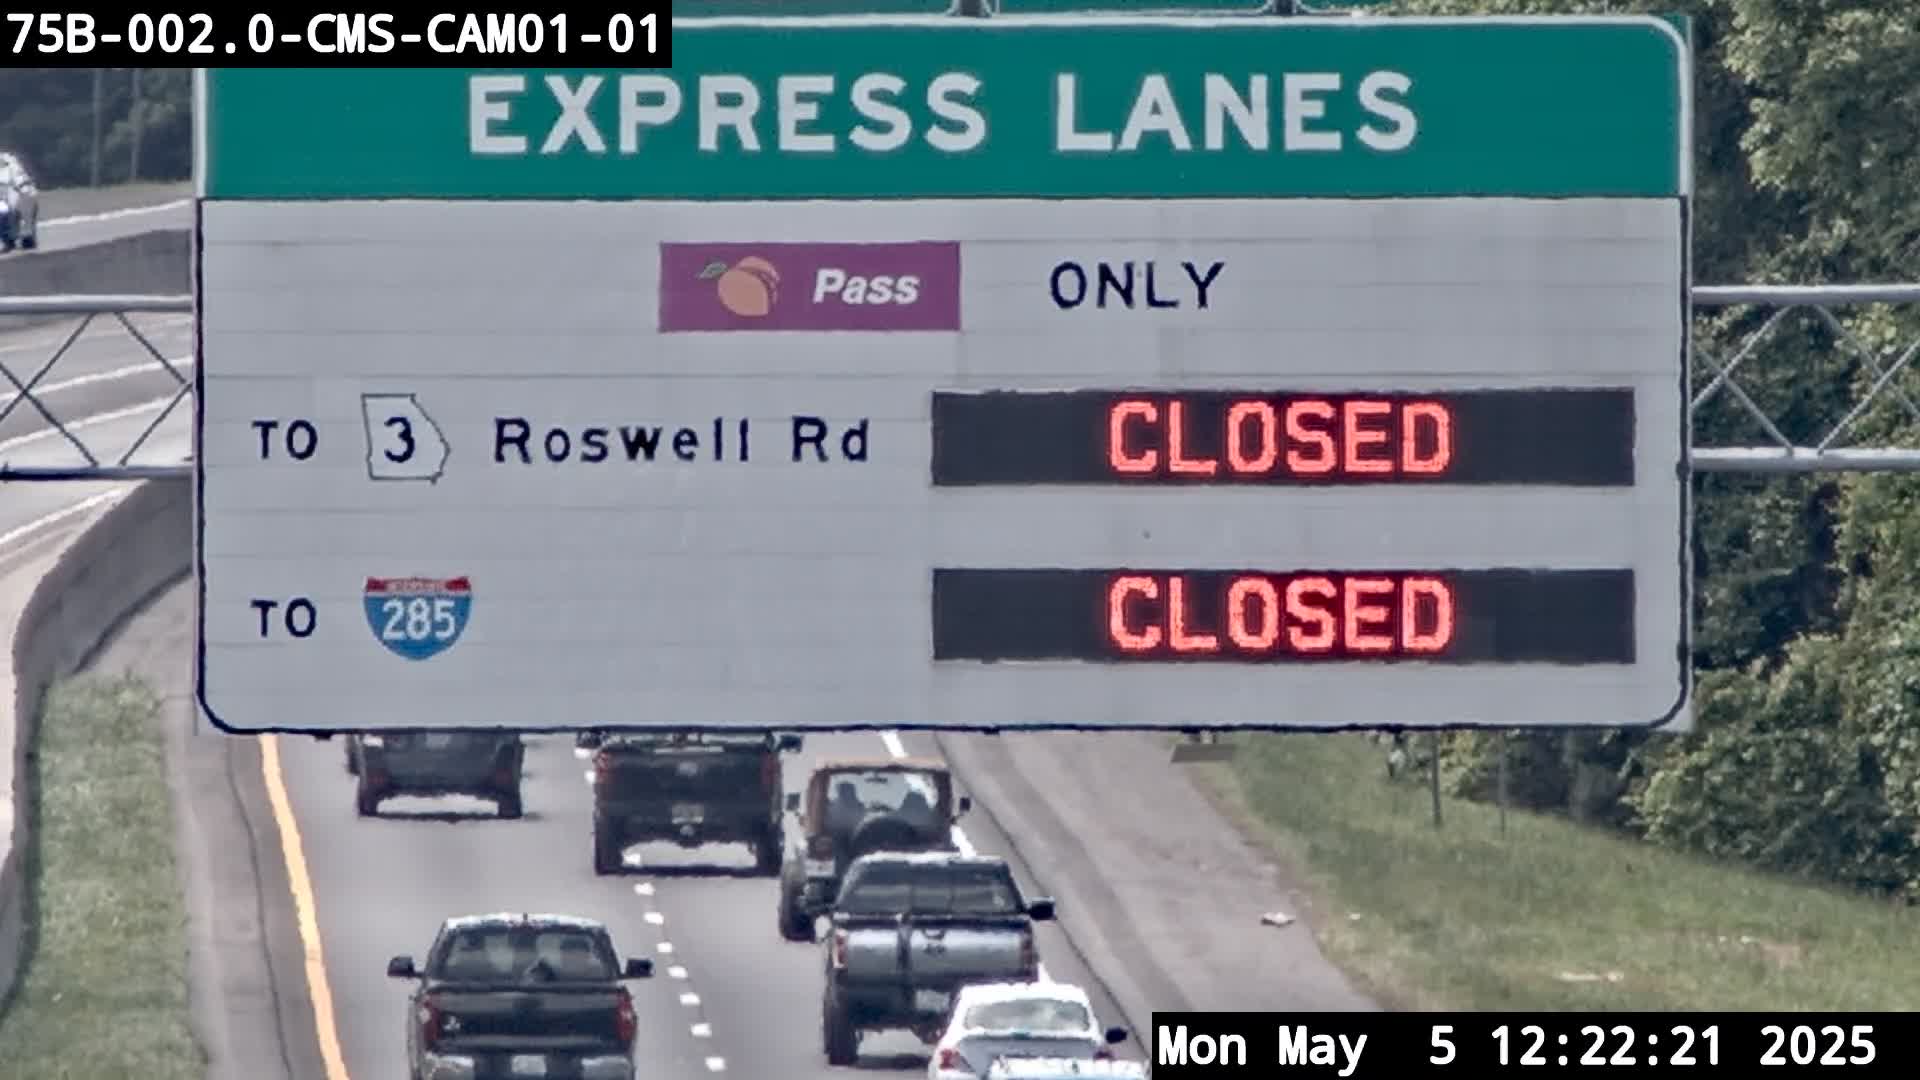 75B-002.0-CMS-CAM01-01
EXPRESS LANES
Pass ONLY
TO 3 Roswell Rd CLOSED
TO 285 CLOSED
Mon May 5 12:22:21 2025